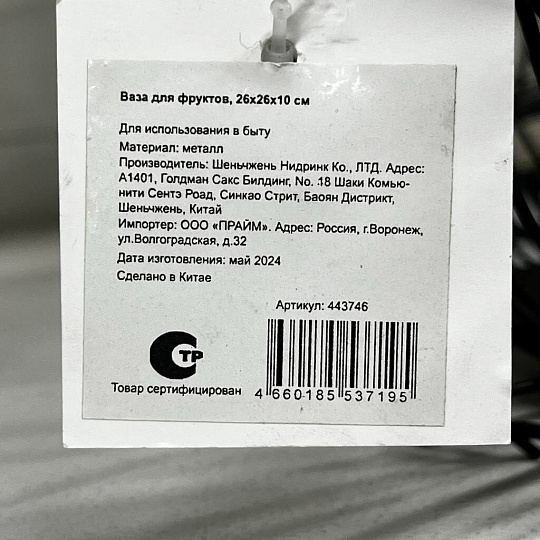 Ваза для фруктов, 26х26х10 см
Для использования в быту
Материал: металл
Производитель: Шеньчжень Нидринк Ко., ЛТД. Адрес:
А1401, Голдман Сакс Билдинг, No. 18 Шаки Комью-
нити Сентэ Роад, Синкао Стрит, Баоян Дистрикт,
Шеньчжень, Китай
Импортер: ООО «ПРАЙМ». Адрес: Россия, г.Воронеж,
ул.Волгоградская, д.32
Дата изготовления: май 2024
Сделано в Китае
Артикул: 443746
СТР
Товар сертифицирован
4 660185 537195